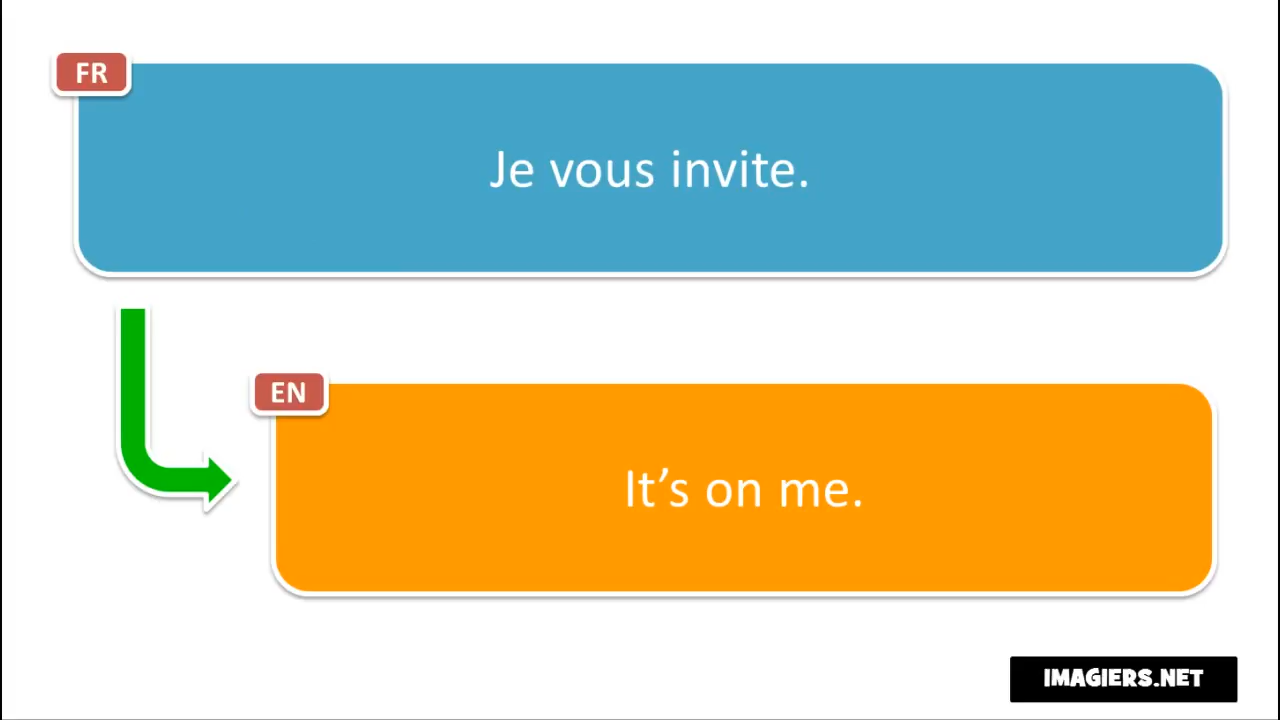 FR
Je vous invite.
EN
It’s on me.
IMAGIERS.NET